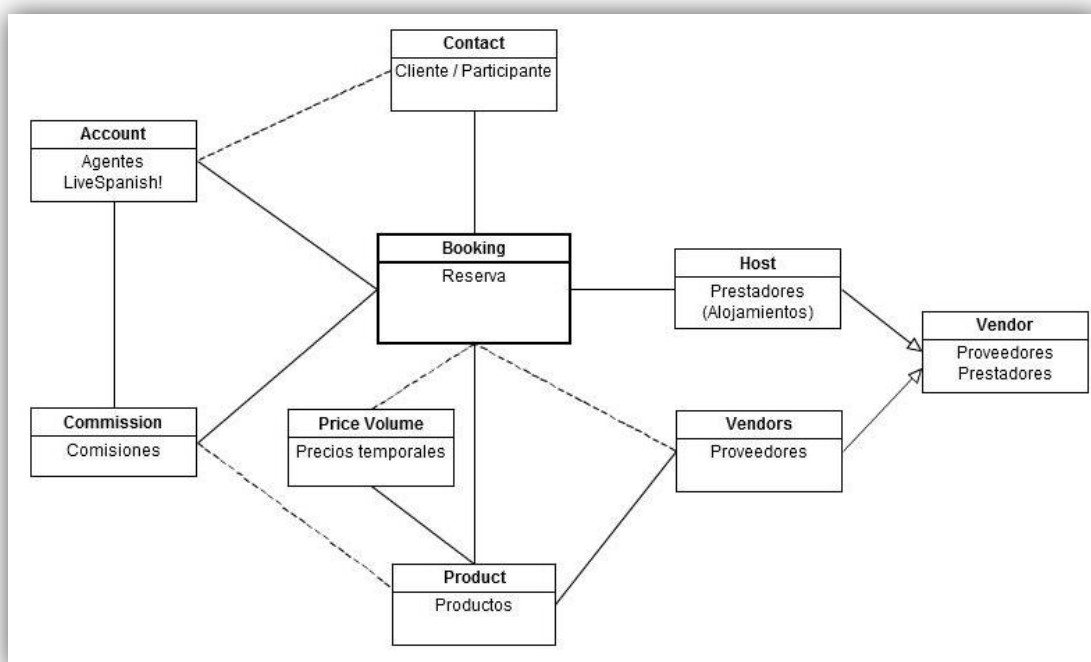 Contact
Cliente / Participante
Account
Agentes
LiveSpanish!
Booking
Reserva
Host
Prestadores
(Alojamientos)
Vendor
Proveedores
Prestadores
Commission
Comisiones
Price Volume
Precios temporales
Vendors
Proveedores
Product
Productos